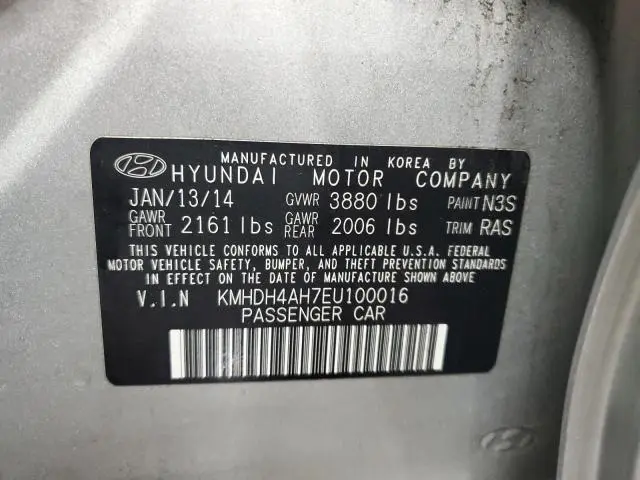 MANUFACTURED IN KOREA BY
HYUNDAI MOTOR COMPANY
JAN/13/14 GVWR 3880 lbs PAINT N3S
GAWR FRONT 2161 lbs GAWR REAR 2006 lbs TRIM RAS
THIS VEHICLE CONFORMS TO ALL APPLICABLE U.S.A. FEDERAL
MOTOR VEHICLE SAFETY, BUMPER, AND THEFT PREVENTION STANDARDS
IN EFFECT ON THE DATE OF MANUFACTURE SHOWN ABOVE
V.I.N KMHDH4AH7EU100016
PASSENGER CAR